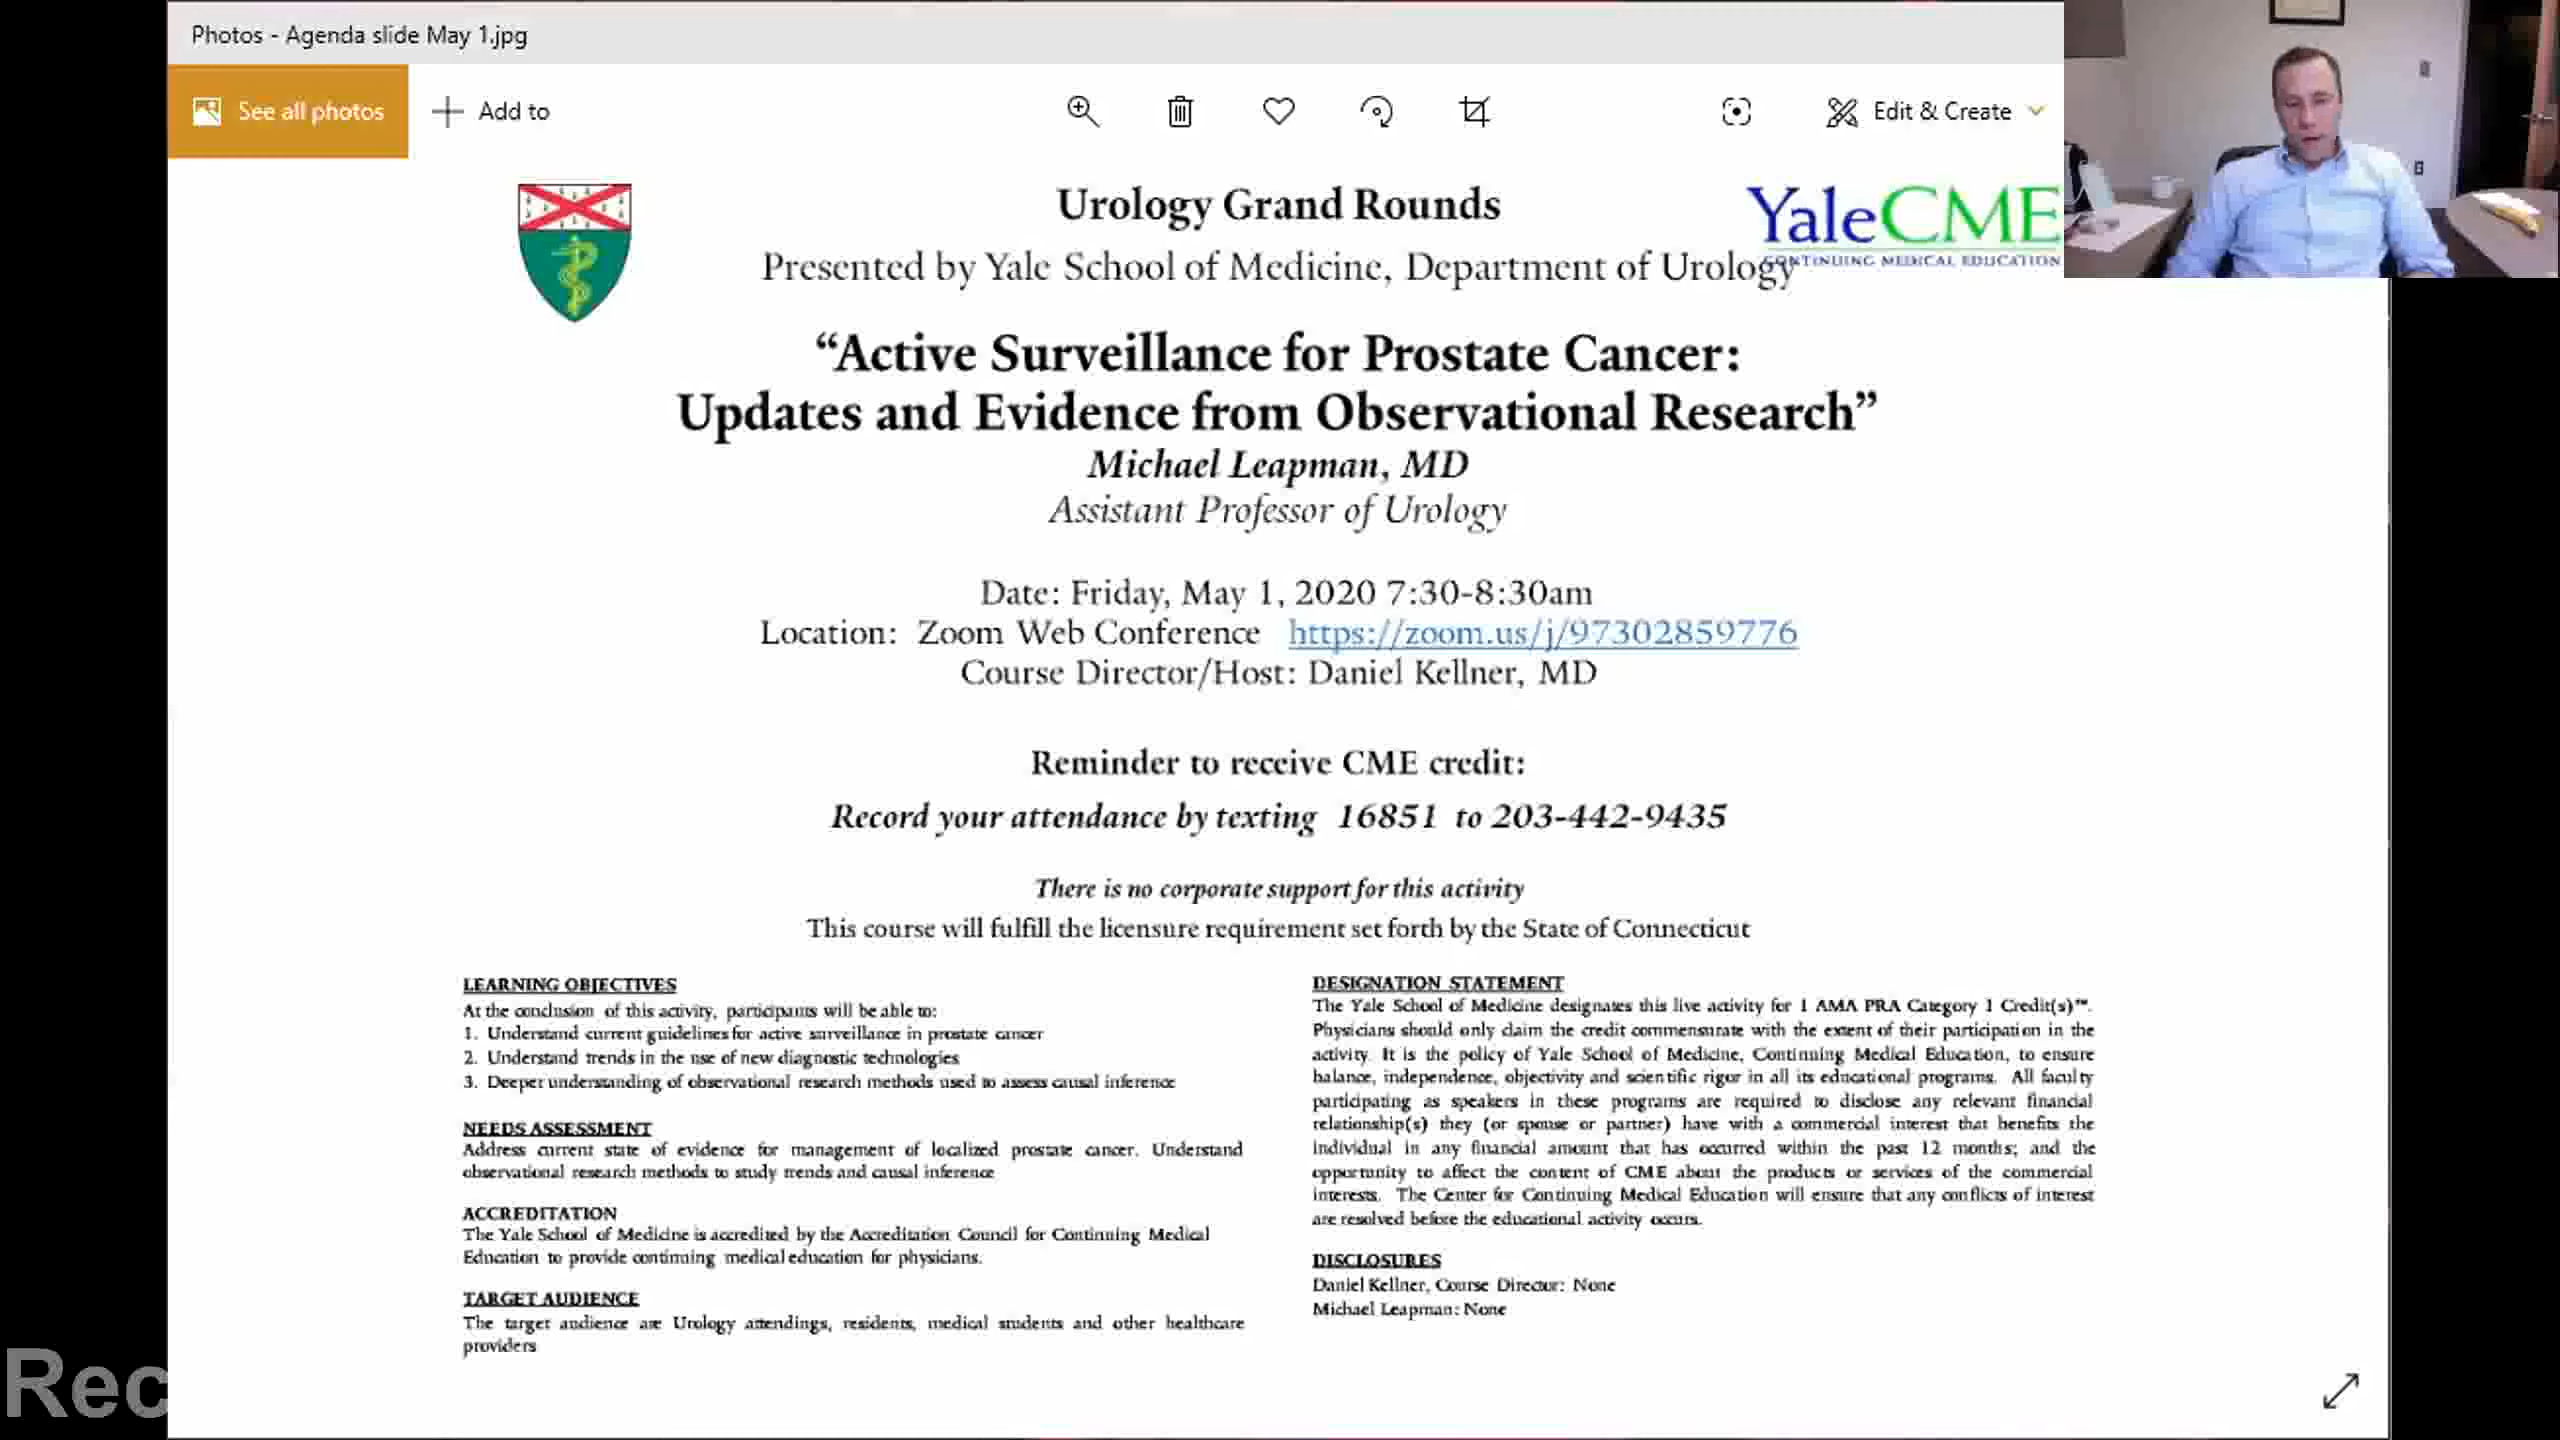 Photos - Agenda slide May 1.jpg
See all photos
Add to
Edit & Create
Urology Grand Rounds
YaleCME
CONTINUING MEDICAL EDUCATION
Presented by Yale School of Medicine, Department of Urology
“Active Surveillance for Prostate Cancer:
Updates and Evidence from Observational Research”
Michael Leapman, MD
Assistant Professor of Urology
Date: Friday, May 1, 2020 7:30-8:30am
Location: Zoom Web Conference https://zoom.us/j/97302859776
Course Director/Host: Daniel Kellner, MD
Reminder to receive CME credit:
Record your attendance by texting 16851 to 203-442-9435
There is no corporate support for this activity
This course will fulfill the licensure requirement set forth by the State of Connecticut
LEARNING OBJECTIVES
At the conclusion of this activity, participants will be able to:
1. Understand current guidelines for active surveillance in prostate cancer
2. Understand trends in the use of new diagnostic technologies
3. Deeper understanding of observational research methods used to assess causal inference
NEEDS ASSESSMENT
Address current state of evidence for management of localized prostate cancer. Understand
observational research methods to study trends and causal inference
ACCREDITATION
The Yale School of Medicine is accredited by the Accreditation Council for Continuing Medical
Education to provide continuing medical education for physicians.
TARGET AUDIENCE
The target audience are Urology attendings, residents, medical students and other healthcare
providers
DESIGNATION STATEMENT
The Yale School of Medicine designates this live activity for 1 AMA PRA Category 1 Credit(s)™.
Physicians should only claim the credit commensurate with the extent of their participation in the
activity. It is the policy of Yale School of Medicine, Continuing Medical Education, to ensure
balance, independence, objectivity and scientific rigor in all its educational programs. All faculty
participating as speakers in these programs are required to disclose any relevant financial
relationship(s) they (or spouse or partner) have with a commercial interest that benefits the
individual in any financial amount that has occurred within the past 12 months; and the
opportunity to affect the content of CME about the products or services of the commercial
interests. The Center for Continuing Medical Education will ensure that any conflicts of interest
are resolved before the educational activity occurs.
DISCLOSURES
Daniel Kellner, Course Director: None
Michael Leapman: None
Rec